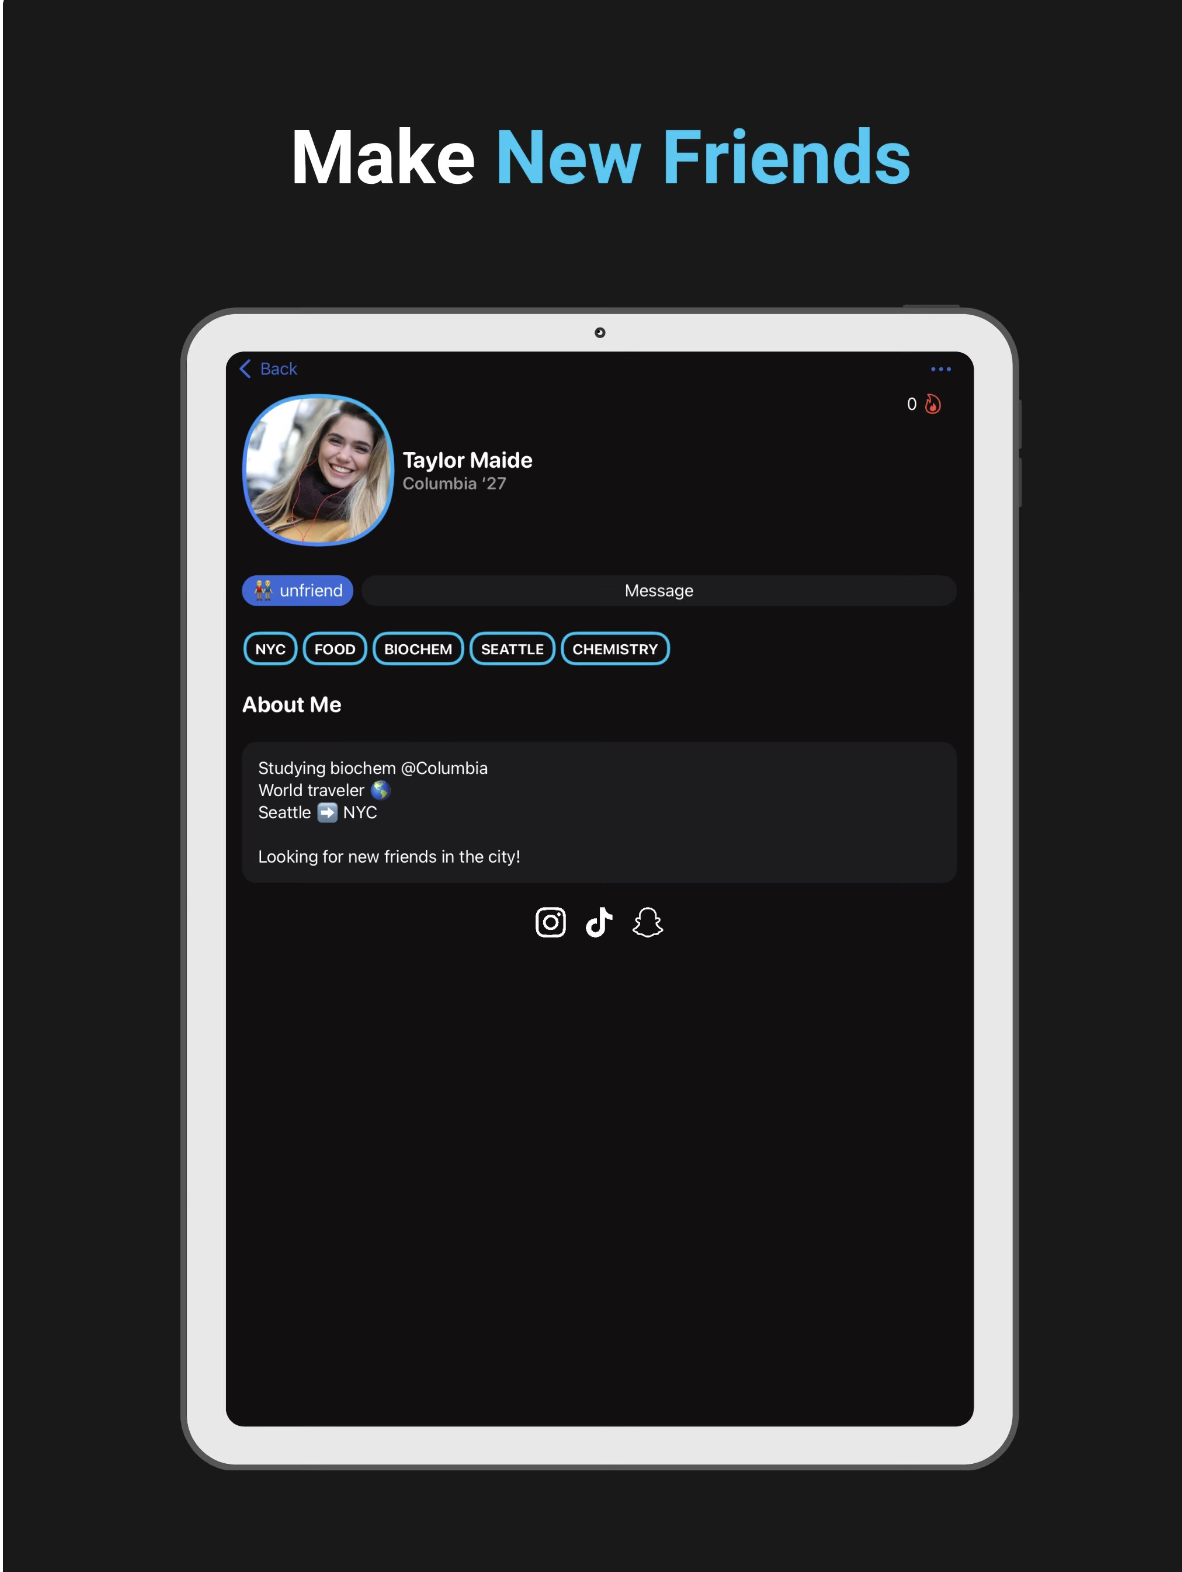 Make New Friends
Back
0
Taylor Maide
Columbia ‘27
unfriend
Message
NYC
FOOD
BIOCHEM
SEATTLE
CHEMISTRY
About Me
Studying biochem @Columbia
World traveler 🌎
Seattle ➡️ NYC
Looking for new friends in the city!